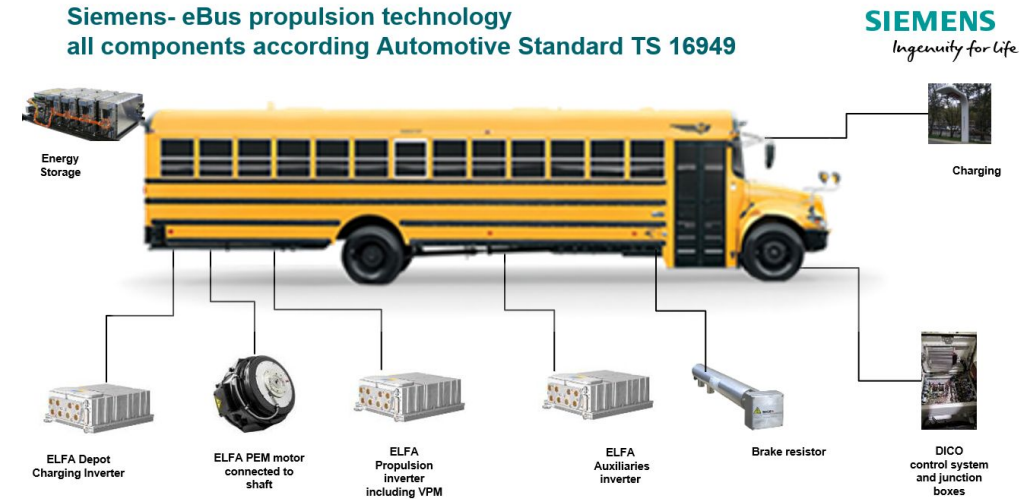 Siemens- eBus propulsion technology
all components according Automotive Standard TS 16949
SIEMENS
Ingenuity for life
Energy
Storage
Charging
ELFA Depot
Charging Inverter
ELFA PEM motor
connected to
shaft
ELFA
Propulsion
inverter
including VPM
ELFA
Auxiliaries
inverter
Brake resistor
DICO
control system
and junction
boxes